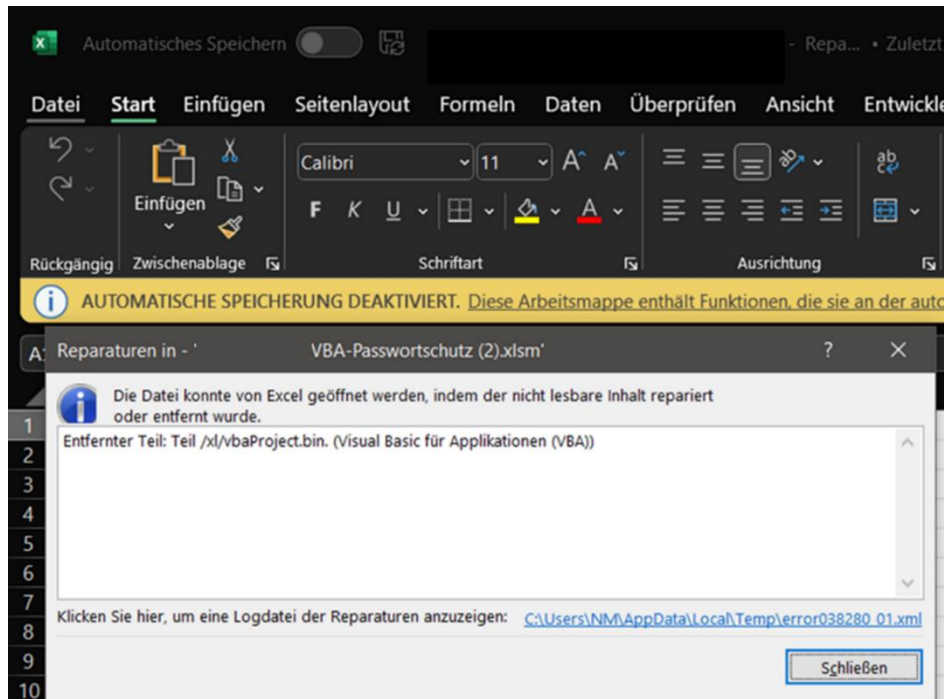 Automatisches Speichern - Repa... • Zuletzt
Datei Start Einfügen Seitenlayout Formeln Daten Überprüfen Ansicht Entwickle
Calibri 11 A A
ab
c
Einfügen
F K U A
Rückgängig Zwischenablage Schriftart Ausrichtung
AUTOMATISCHE SPEICHERUNG DEAKTIVIERT. Diese Arbeitsmappe enthält Funktionen, die sie an der auto
A
Reparaturen in - ' VBA-Passwortschutz (2).xlsm' ?
Die Datei konnte von Excel geöffnet werden, indem der nicht lesbare Inhalt repariert
oder entfernt wurde.
Entfernter Teil: Teil /xl/vbaProject.bin. (Visual Basic für Applikationen (VBA))
1
2
3
4
5
6
7
8
9
10
Klicken Sie hier, um eine Logdatei der Reparaturen anzuzeigen: C:\Users\NM\AppData\Local\Temp\error038280_01.xml
Schließen